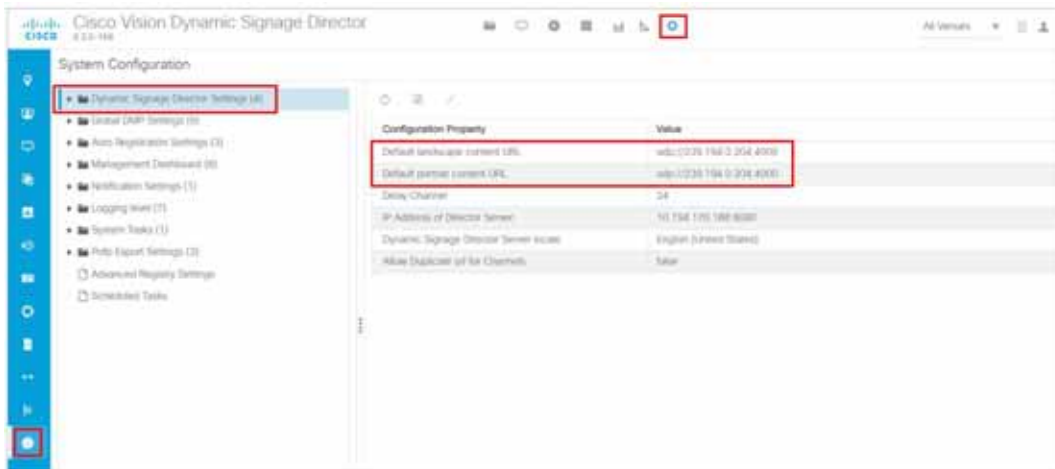 Cisco Vision Dynamic Signage Director
CISCO
All Venues
System Configuration
Dynamic Signage Director Settings (4)
Global DMP Settings (9)
Auto Registration Settings (3)
Management Dashboard (8)
Notification Settings (1)
Logging level (7)
System Tasks (1)
PoIp Export Settings (3)
Advanced Registry Settings
Scheduled Tasks
Configuration Property Value
Default landscape content URL
Default portrait content URL
Delay Channel 24
IP Address of Director Server
Dynamic Signage Director Server locale English (United States)
Allow Duplicate url for Channels false